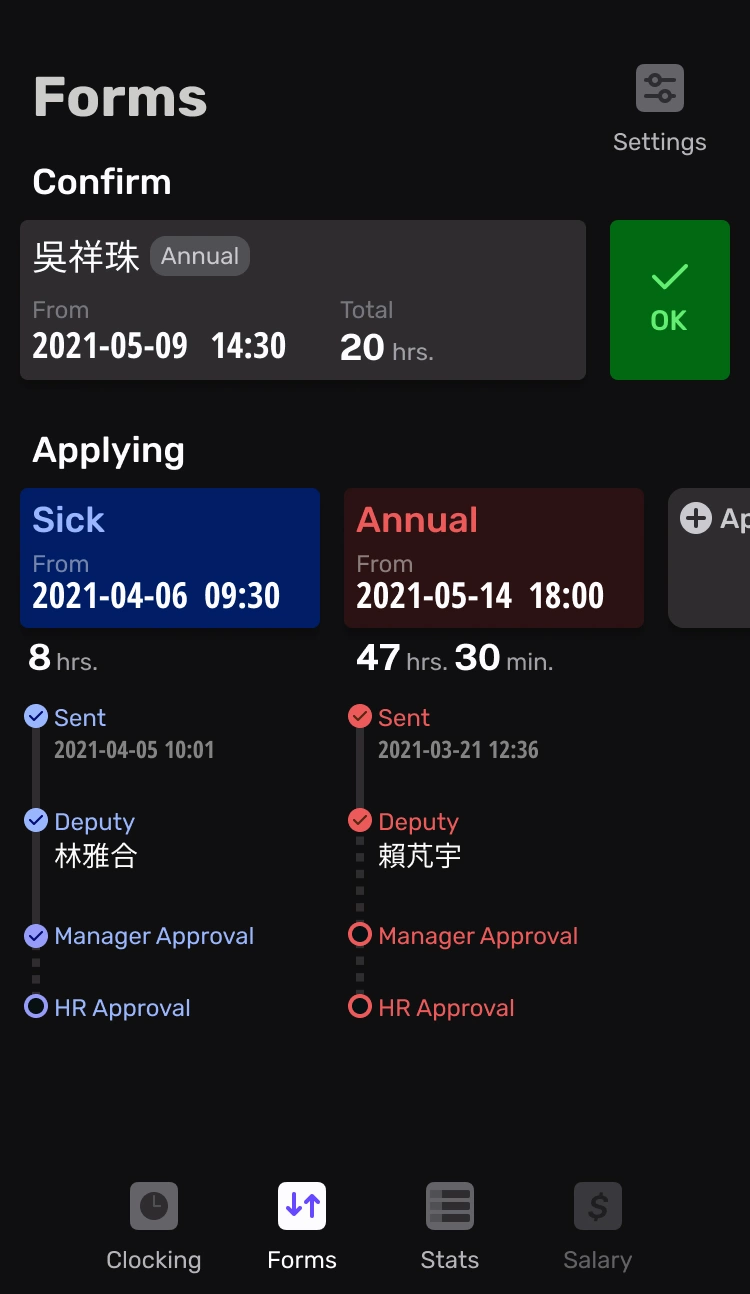 Forms
Settings
Confirm
吳祥珠 Annual
From Total
2021-05-09 14:30 20 hrs.
OK
Applying
Sick
From
2021-04-06 09:30
8 hrs.
Sent
2021-04-05 10:01
Deputy
林雅合
Manager Approval
HR Approval
Annual
From
2021-05-14 18:00
47 hrs. 30 min.
Sent
2021-03-21 12:36
Deputy
賴芃宇
Manager Approval
HR Approval
Ap
Clocking Forms Stats Salary